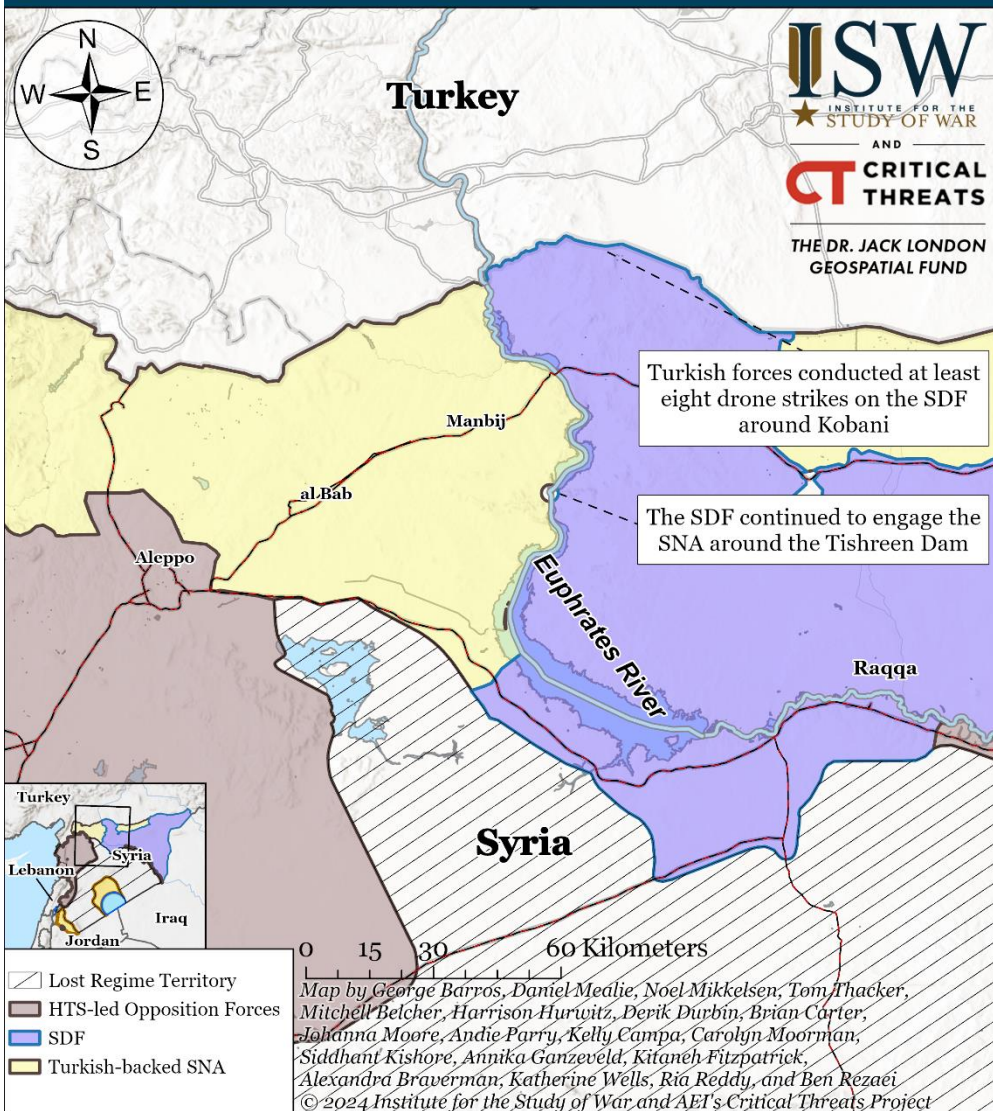 N
W
E
S
ISW
INSTITUTE FOR THE
STUDY OF WAR
AND
CT CRITICAL
THREATS
THE DR. JACK LONDON
GEOSPATIAL FUND
Turkey
Turkish forces conducted at least
eight drone strikes on the SDF
around Kobani
Manbij
al Bab
The SDF continued to engage the
SNA around the Tishreen Dam
Aleppo
Euphrates River
Raqqa
Syria
Turkey
Syria
Lebanon
Iraq
Jordan
0 15 30 60 Kilometers
Lost Regime Territory
HTS-led Opposition Forces
SDF
Turkish-backed SNA
Map by George Barros, Daniel Mealie, Noel Mikkelsen, Tom Thacker,
Mitchell Belcher, Harrison Hurwitz, Derik Durbin, Brian Carter,
Johanna Moore, Andie Parry, Kelly Campa, Carolyn Moorman,
Siddhant Kishore, Annika Ganzeveld, Kitaneh Fitzpatrick,
Alexandra Braverman, Katherine Wells, Ria Reddy, and Ben Rezaei
© 2024 Institute for the Study of War and AEI's Critical Threats Project